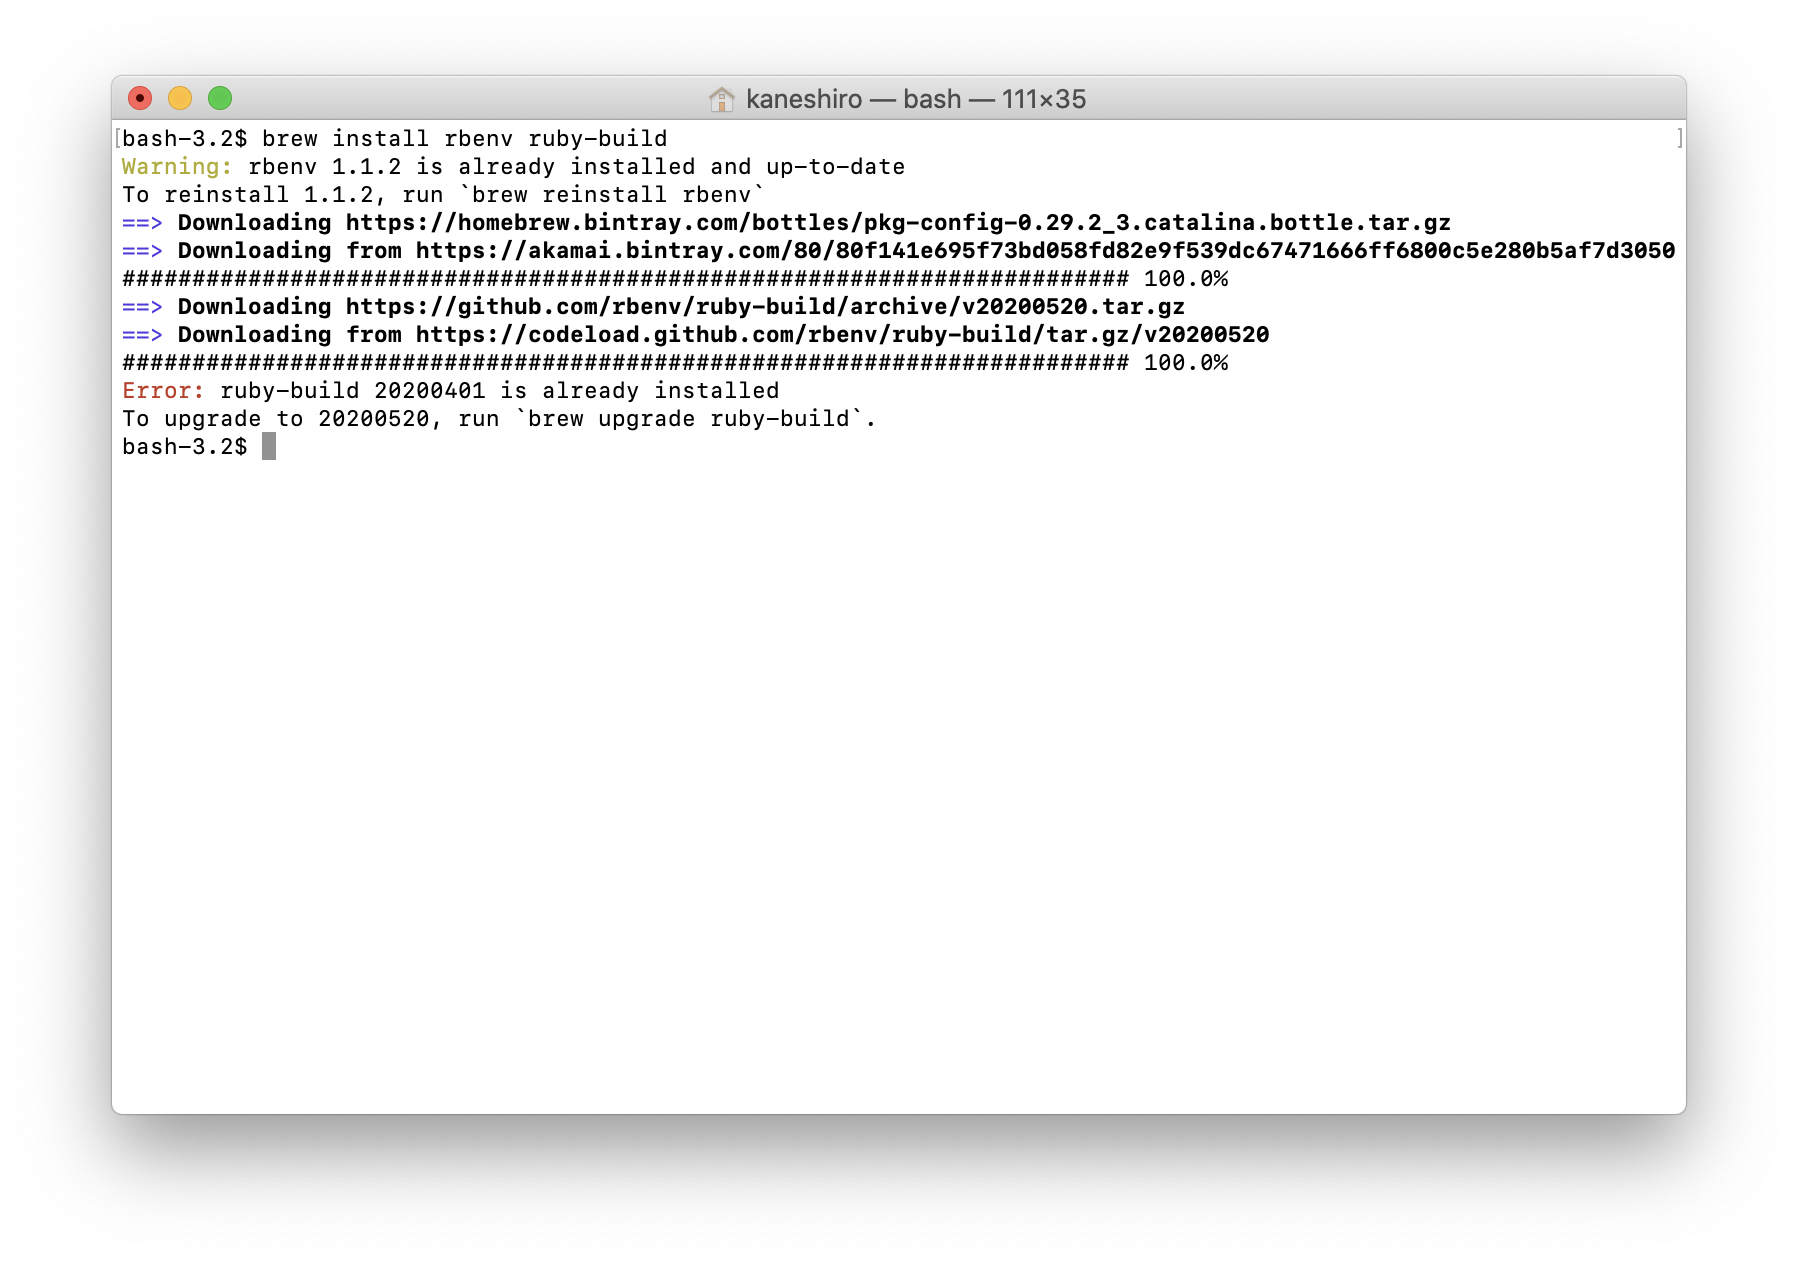 kaneshiro — bash — 111×35
[bash-3.2$ brew install rbenv ruby-build ]
Warning: rbenv 1.1.2 is already installed and up-to-date
To reinstall 1.1.2, run `brew reinstall rbenv`
==> Downloading https://homebrew.bintray.com/bottles/pkg-config-0.29.2_3.catalina.bottle.tar.gz
==> Downloading from https://akamai.bintray.com/80/80f141e695f73bd058fd82e9f539dc67471666ff6800c5e280b5af7d3050
######################################################################## 100.0%
==> Downloading https://github.com/rbenv/ruby-build/archive/v20200520.tar.gz
==> Downloading from https://codeload.github.com/rbenv/ruby-build/tar.gz/v20200520
######################################################################## 100.0%
Error: ruby-build 20200401 is already installed
To upgrade to 20200520, run `brew upgrade ruby-build`.
bash-3.2$